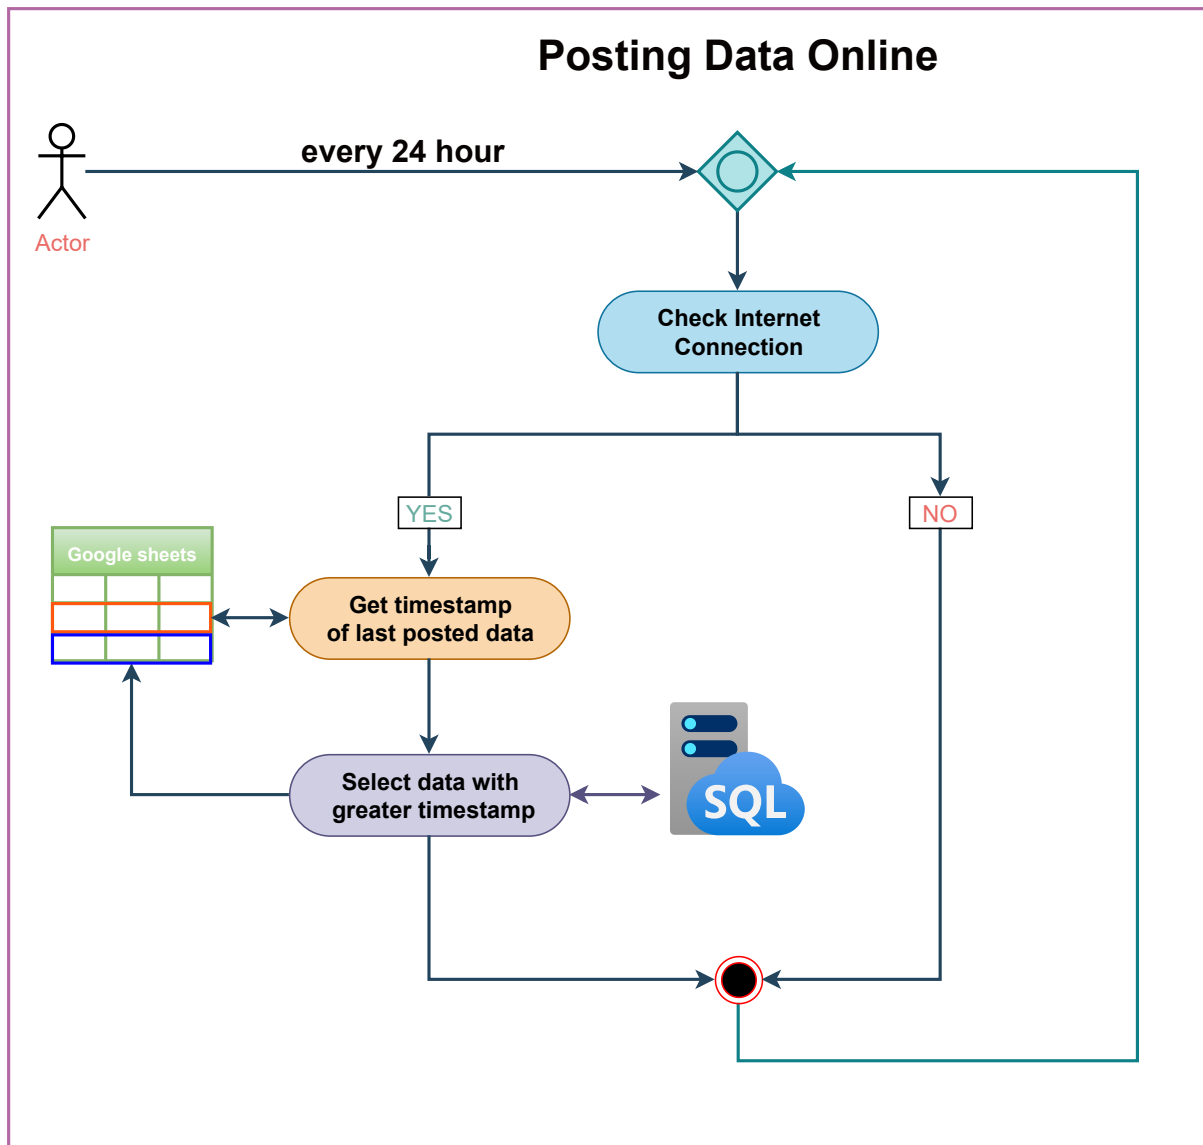 Posting Data Online
every 24 hour
Actor
Check Internet
Connection
YES
NO
Google sheets
Get timestamp
of last posted data
Select data with
greater timestamp
SQL